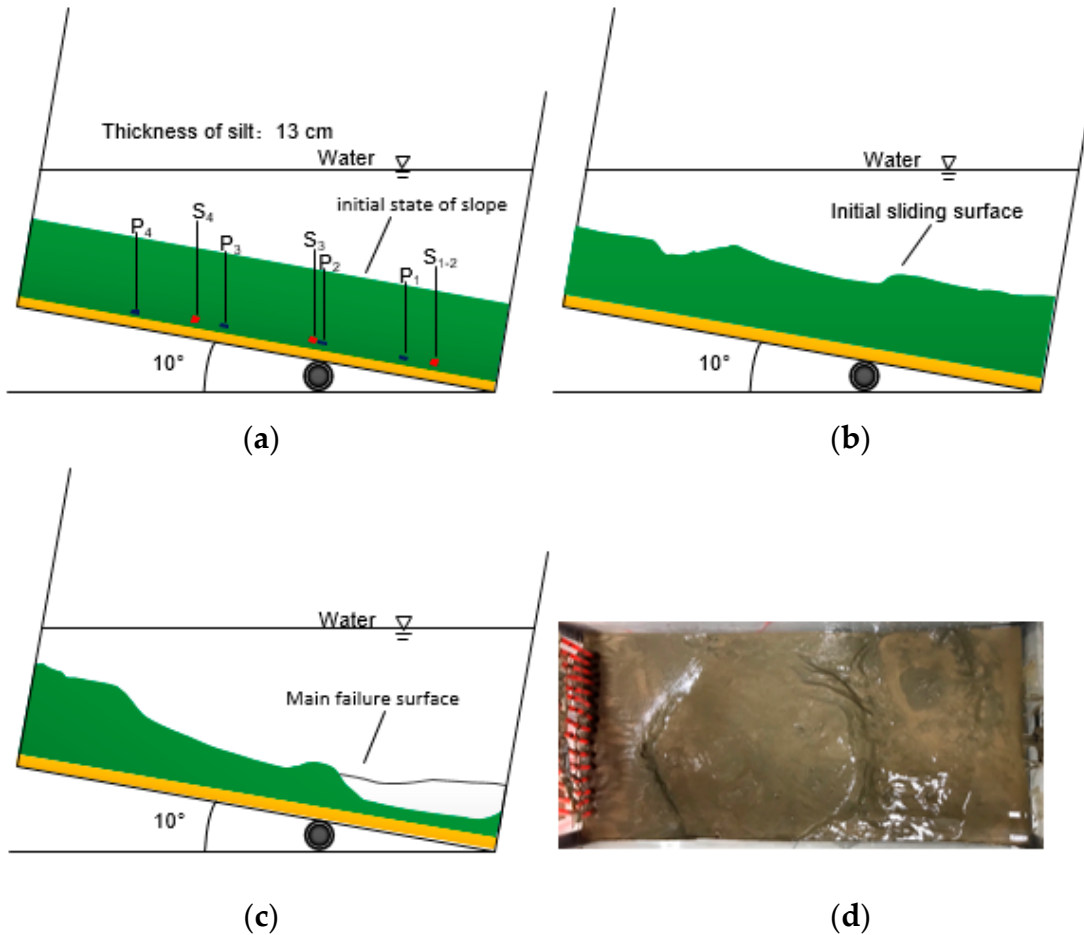 Thickness of silt: 13 cm
Water
initial state of slope
P4
S4
P3
S3
P2
P1
S1-2
10°
(a)
Water
Initial sliding surface
10°
(b)
Water
Main failure surface
10°
(c)
(d)